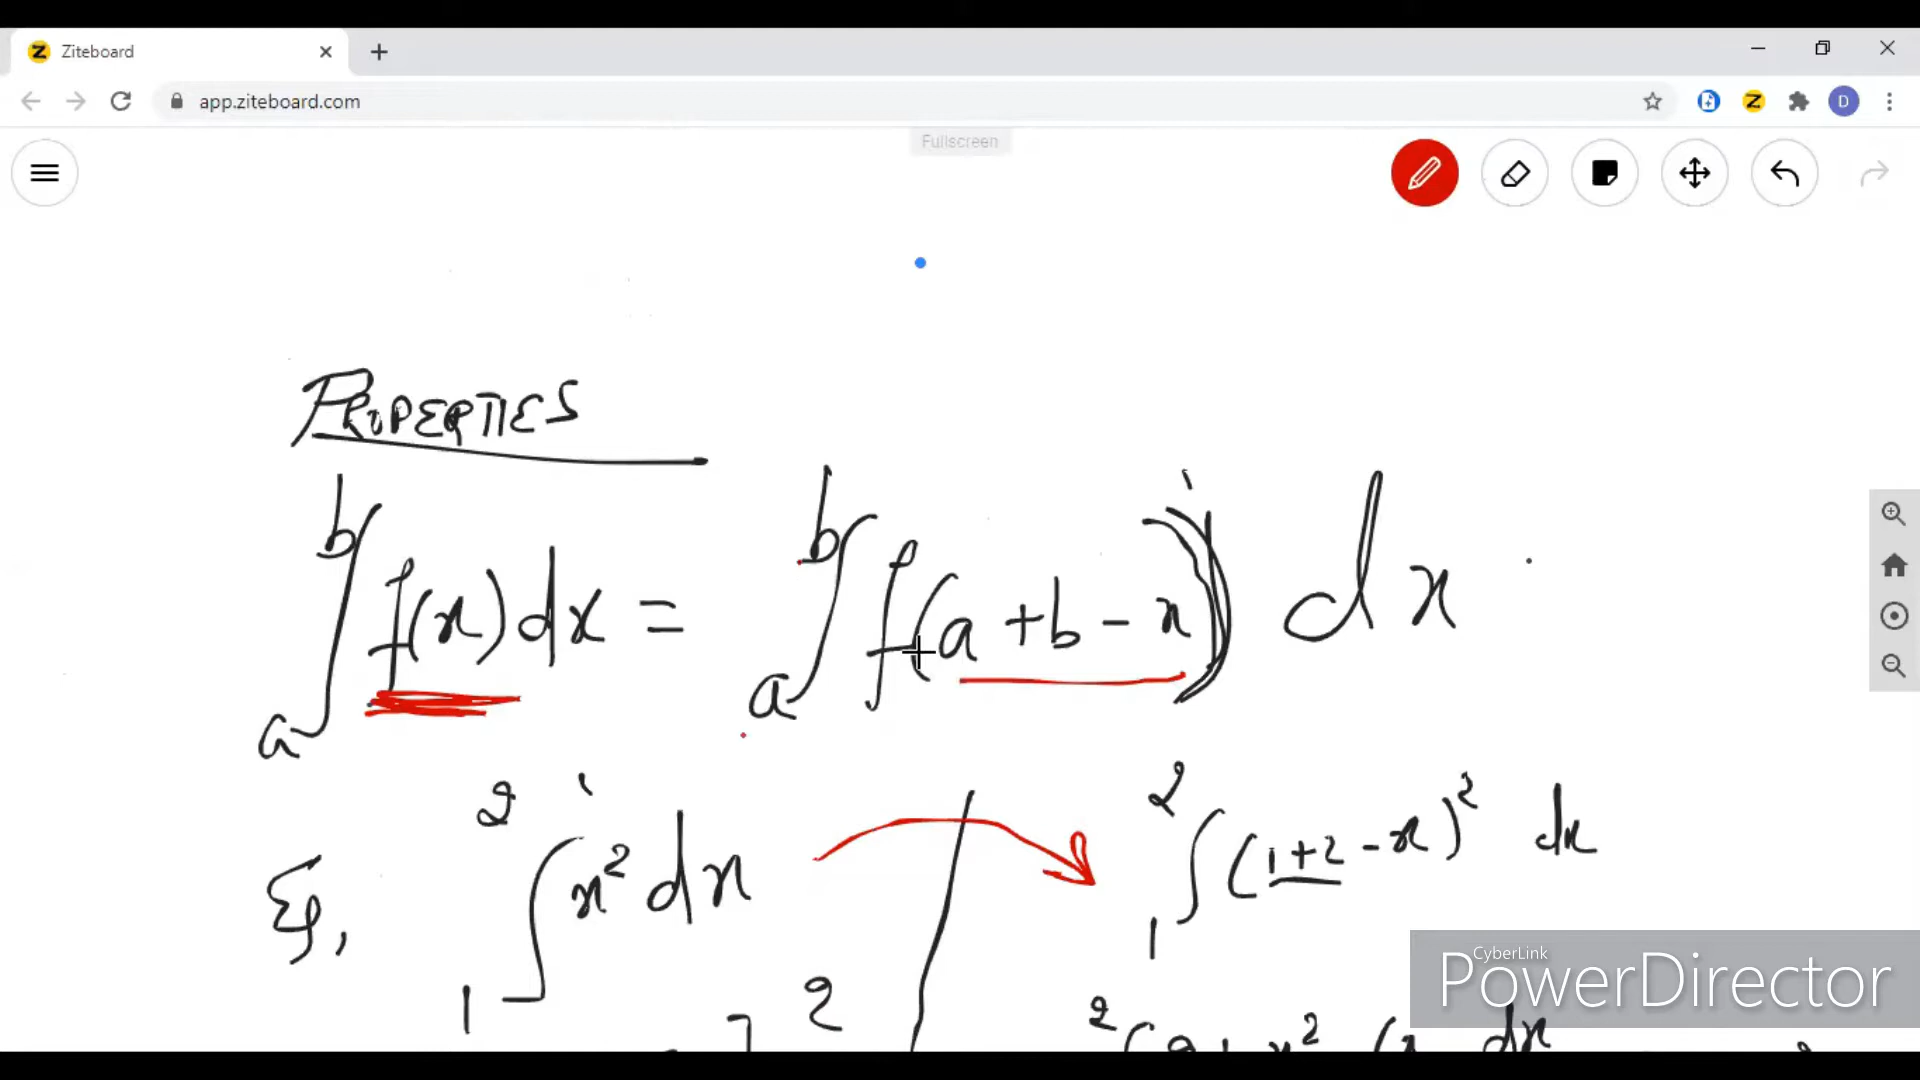 Ziteboard
app.ziteboard.com
D
Fullscreen
PROPERTIES
∫_a^b f(x) dx = ∫_a^b f(a+b-x) dx
Eg, ∫_1^2 x² dx ∫_1^2 (1+2-x)² dx
CyberLink
PowerDirector